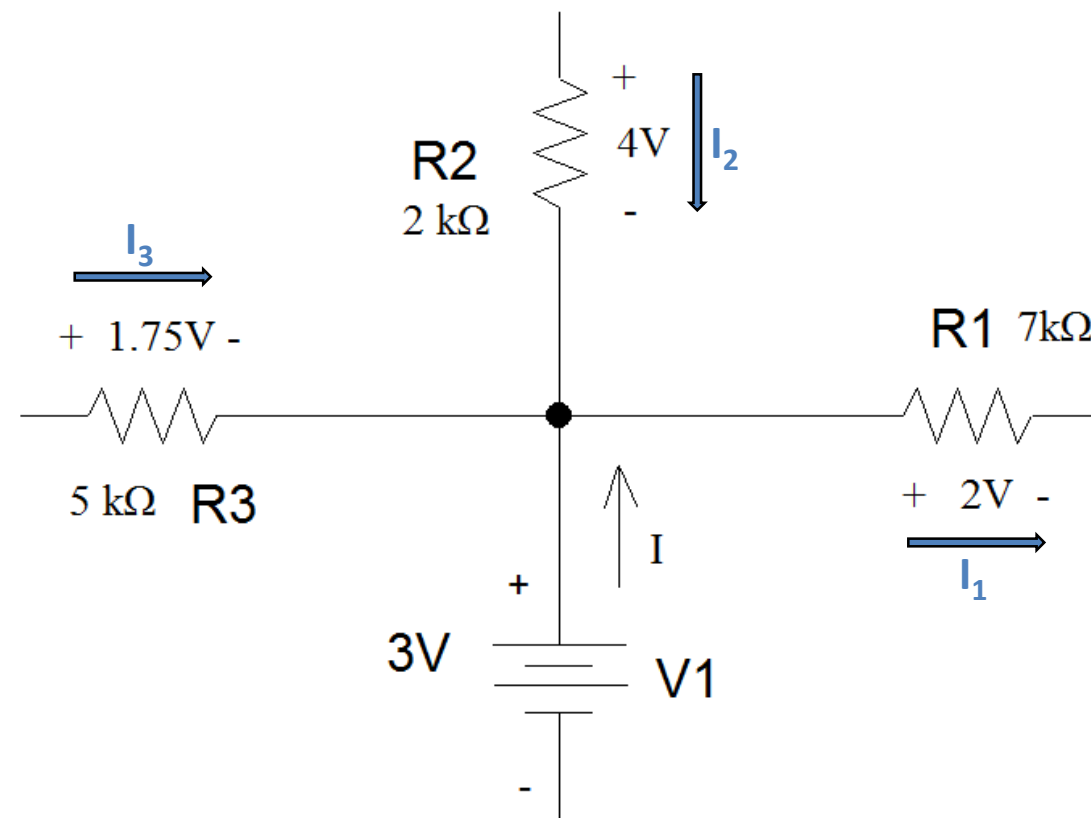 +
R2 4V I2
2 kΩ -
I3
+ 1.75V -
R1 7kΩ
5 kΩ R3
+ 2V -
I
I1
+
3V V1
-